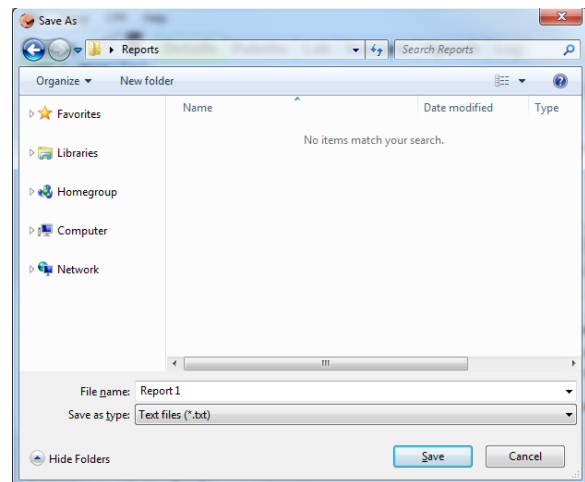 Save As
Reports
Search Reports
Organize New folder
Name Date modified Type
No items match your search.
Favorites
Libraries
Homegroup
Computer
Network
File name: Report 1
Save as type: Text files (*.txt)
Hide Folders Save Cancel